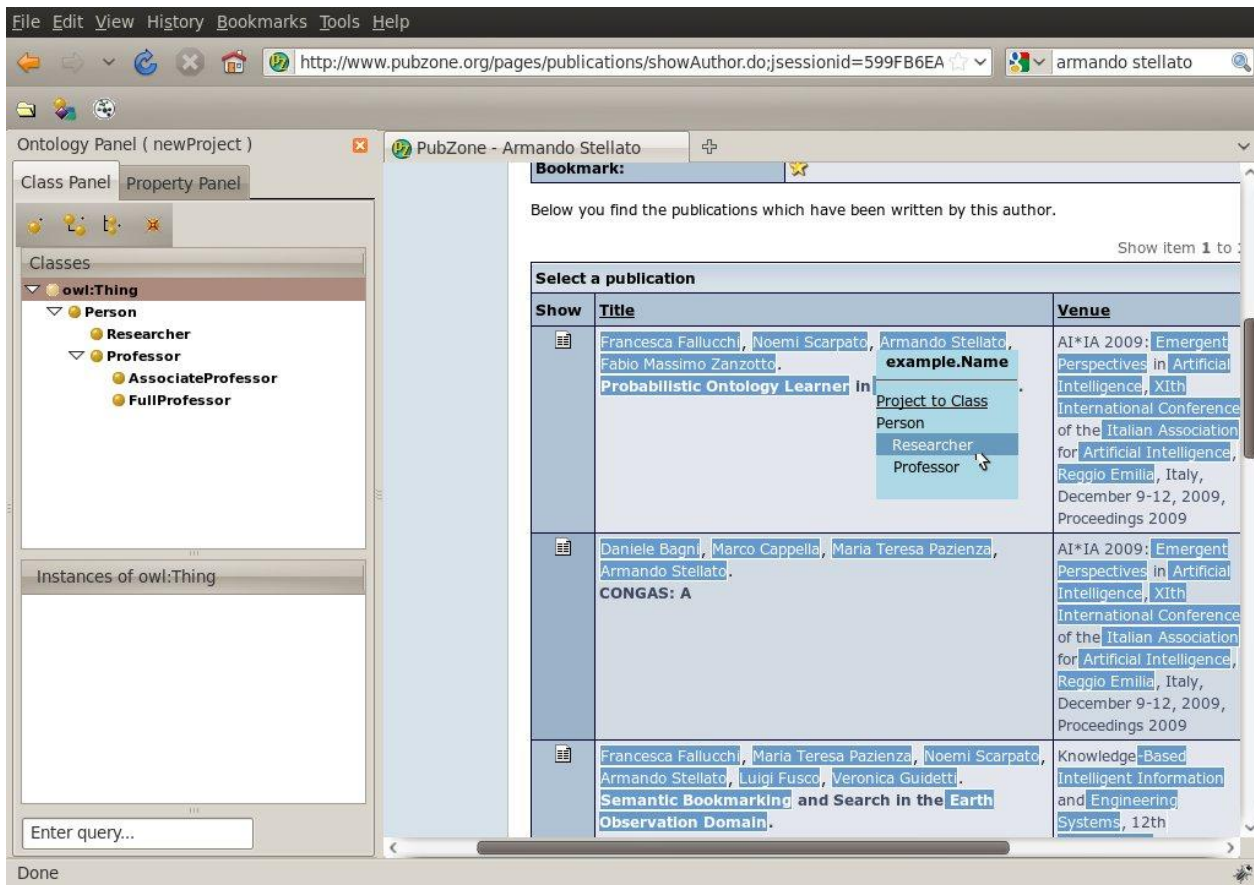 File Edit View History Bookmarks Tools Help
http://www.pubzone.org/pages/publications/showAuthor.do;jsessionid=599FB6EA
armando stellato
Ontology Panel ( newProject )
Class Panel Property Panel
Classes
owl:Thing
Person
Researcher
Professor
AssociateProfessor
FullProfessor
Instances of owl:Thing
Enter query...
Done
PubZone - Armando Stellato
Bookmark:
Below you find the publications which have been written by this author.
Show item 1 to
Select a publication
Show Title Venue
Francesca Fallucchi, Noemi Scarpato, Armando Stellato,
Fabio Massimo Zanzotto.
Probabilistic Ontology Learner in .
example.Name
Project to Class
Person
Researcher
Professor
AI*IA 2009: Emergent
Perspectives in Artificial
Intelligence, XIth
International Conference
of the Italian Association
for Artificial Intelligence,
Reggio Emilia, Italy,
December 9-12, 2009,
Proceedings 2009
Daniele Bagni, Marco Cappella, Maria Teresa Pazienza,
Armando Stellato.
CONGAS: A
AI*IA 2009: Emergent
Perspectives in Artificial
Intelligence, XIth
International Conference
of the Italian Association
for Artificial Intelligence,
Reggio Emilia, Italy,
December 9-12, 2009,
Proceedings 2009
Francesca Fallucchi, Maria Teresa Pazienza, Noemi Scarpato,
Armando Stellato, Luigi Fusco, Veronica Guidetti.
Semantic Bookmarking and Search in the Earth
Observation Domain.
Knowledge-Based
Intelligent Information
and Engineering
Systems, 12th